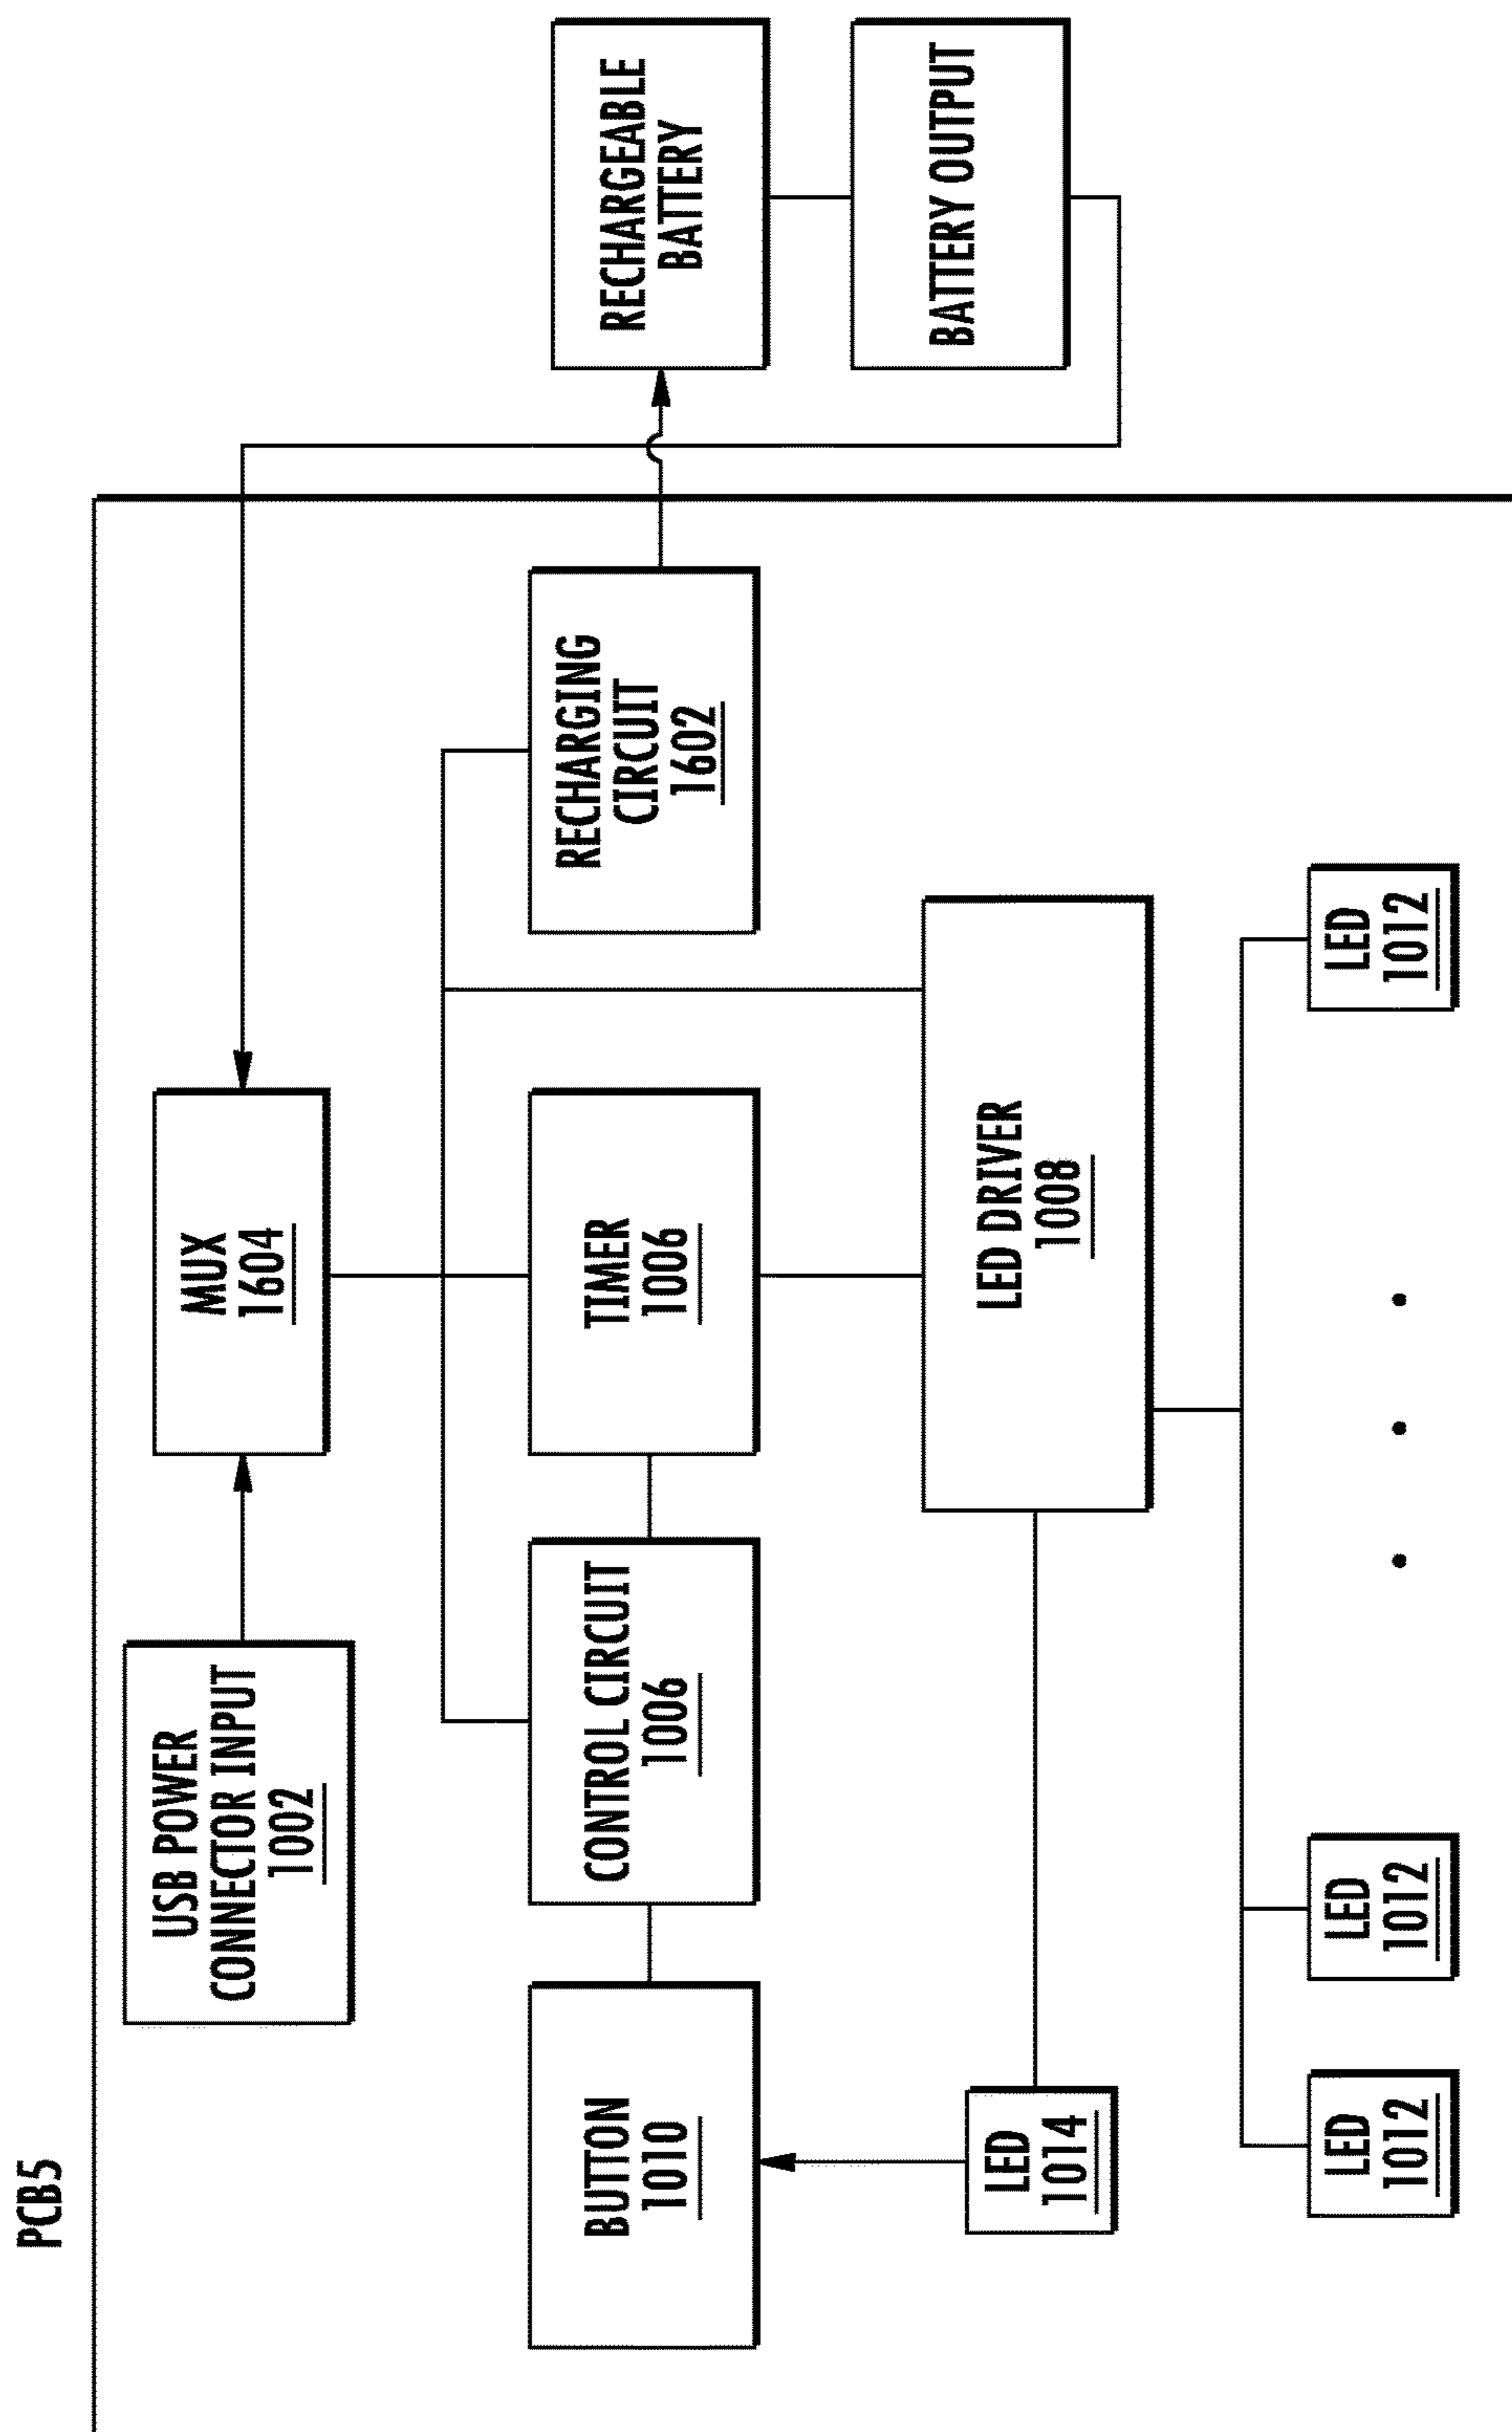 PCB5
USB POWER
CONNECTOR INPUT
1002
MUX
1604
BUTTON
1010
CONTROL CIRCUIT
1006
TIMER
1006
RECHARGING
CIRCUIT
1602
RECHARGEABLE
BATTERY
BATTERY OUTPUT
LED
1014
LED DRIVER
1008
LED
1012
LED
1012
LED
1012